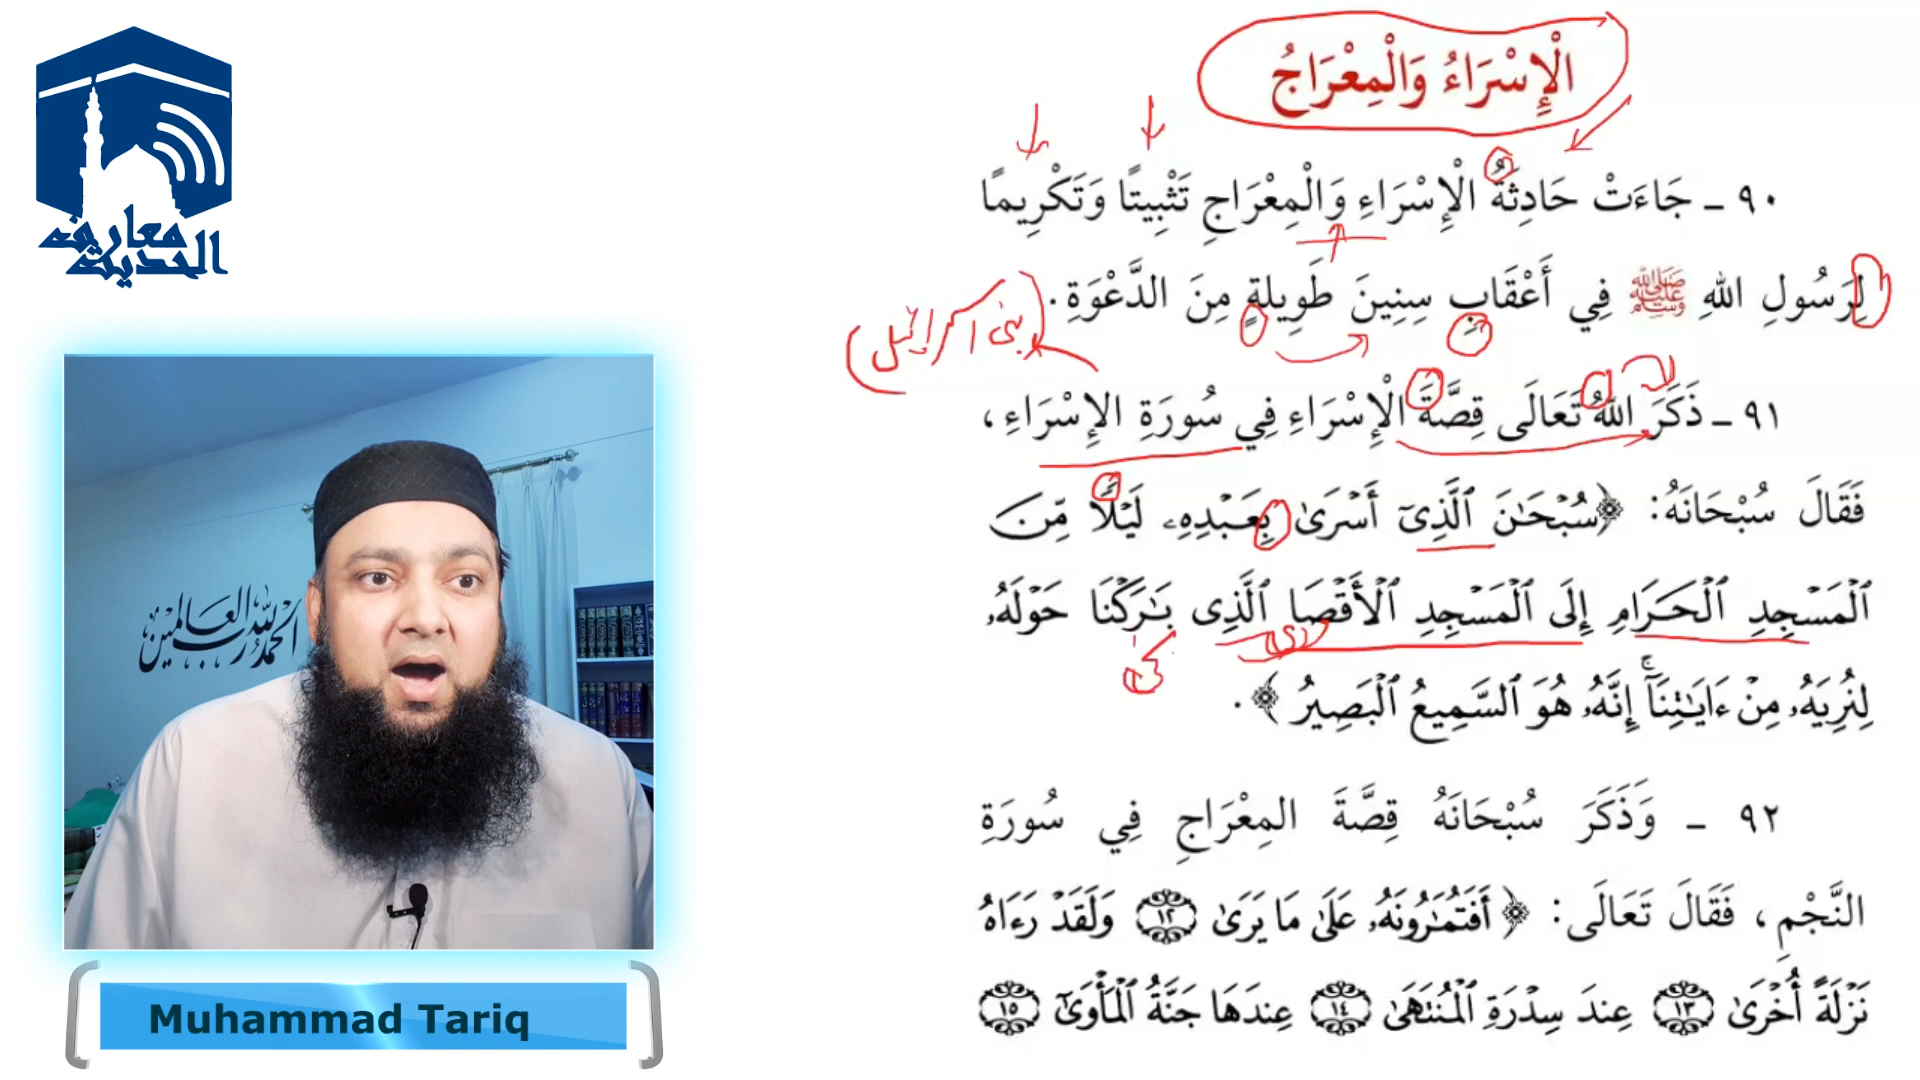 معارف
الحديث
الْإِسْرَاءُ وَالْمِعْرَاجُ
٩٠ ـ جَاءَتْ حَادِثَةُ الْإِسْرَاءِ وَالْمِعْرَاجِ تَثْبِيتًا وَتَكْرِيمًا
لِرَسُولِ اللهِ ﷺ فِي أَعْقَابِ سِنِينَ طَوِيلةٍ مِنَ الدَّعْوَةِ.
بنی اسرائیل
٩١ ـ ذَكَرَ اللهُ تَعَالَى قِصَّةَ الْإِسْرَاءِ فِي سُورَةِ الإِسْرَاءِ،
فَقَالَ سُبْحَانَهُ: ﴿سُبْحَـٰنَ ٱلَّذِىٓ أَسْرَىٰ بِعَبْدِهِۦ لَيْلًا مِّنَ
ٱلْمَسْجِدِ ٱلْحَرَامِ إِلَى ٱلْمَسْجِدِ ٱلْأَقْصَا ٱلَّذِى بَـٰرَكْنَا حَوْلَهُۥ
لِنُرِيَهُۥ مِنْ ءَايَـٰتِنَآ ۚ إِنَّهُۥ هُوَ ٱلسَّمِيعُ ٱلْبَصِيرُ﴾.
٩٢ ـ وَذَكَرَ سُبْحَانَهُ قِصَّةَ المِعْرَاجِ فِي سُورَةِ
النَّجْمِ، فَقَالَ تَعَالَى: ﴿أَفَتُمَـٰرُونَهُۥ عَلَىٰ مَا يَرَىٰ ١٢ وَلَقَدْ رَءَاهُ
نَزْلَةً أُخْرَىٰ ١٣ عِندَ سِدْرَةِ ٱلْمُنتَهَىٰ ١٤ عِندَهَا جَنَّةُ ٱلْمَأْوَىٰٓ ١٥
الحمد لله رب العالمين
Muhammad Tariq